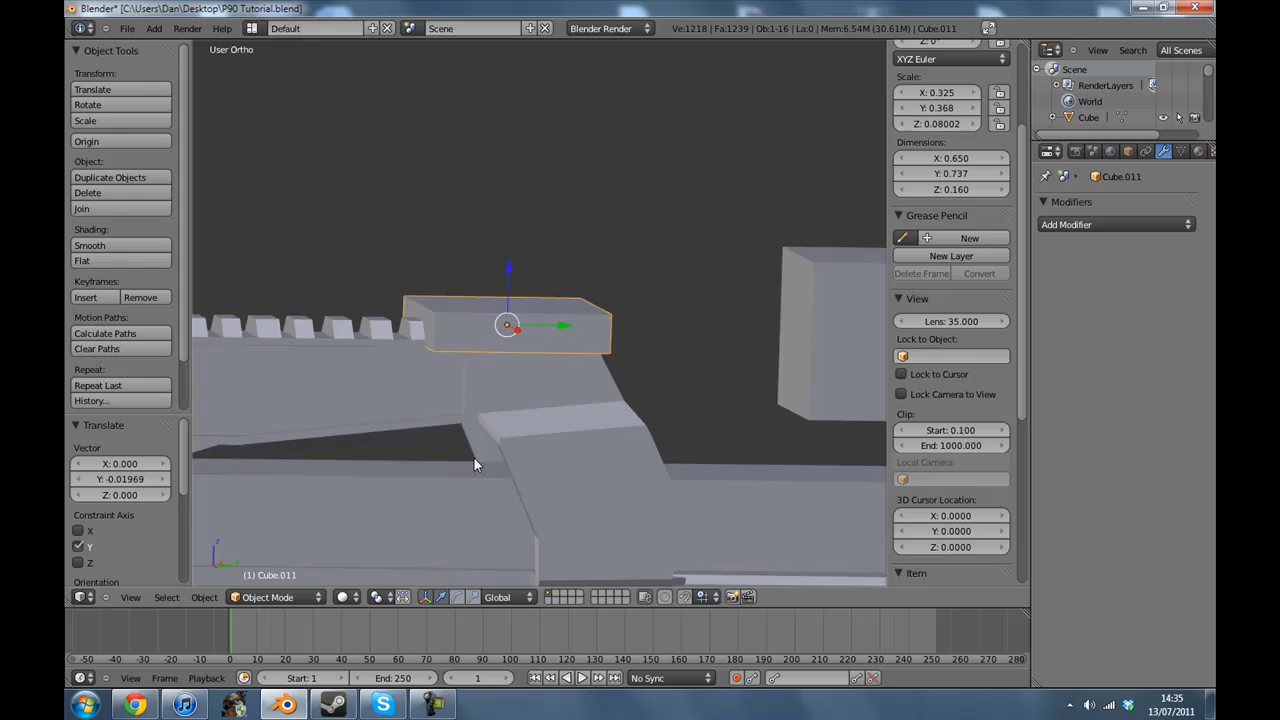 Blender* [C:\Users\Dan\Desktop\P90 Tutorial.blend]
File Add Render Help Default Scene Blender Render Ve:1218 | Fa:1239 | Ob:1-16 | La:0 | Mem:6.54M (30.61M) | Cube.011
Object Tools
Transform:
Translate
Rotate
Scale
Origin
Object:
Duplicate Objects
Delete
Join
Shading:
Smooth
Flat
Keyframes:
Insert Remove
Motion Paths:
Calculate Paths
Clear Paths
Repeat:
Repeat Last
History...
Translate
Vector
X: 0.000
Y: -0.01969
Z: 0.000
Constraint Axis
X
Y
Z
Orientation
User Ortho
z
(1) Cube.011
XYZ Euler
Scale:
X: 0.325
Y: 0.368
Z: 0.08002
Dimensions:
X: 0.650
Y: 0.737
Z: 0.160
Grease Pencil
New
New Layer
Delete Frame Convert
View
Lens: 35.000
Lock to Object:
Lock to Cursor
Lock Camera to View
Clip:
Start: 0.100
End: 1000.000
Local Camera:
3D Cursor Location:
X: 0.0000
Y: 0.0000
Z: 0.0000
Item
View Search All Scenes
Scene
RenderLayers
World
Cube
Cube.011
Modifiers
Add Modifier
View Select Object Object Mode Global
-50 -40 -30 -20 -10 0 10 20 30 40 50 60 70 80 90 100 110 120 130 140 150 160 170 180 190 200 210 220 230 240 250 260 270 280
View Frame Playback Start: 1 End: 250 1 No Sync
14:35
13/07/2011